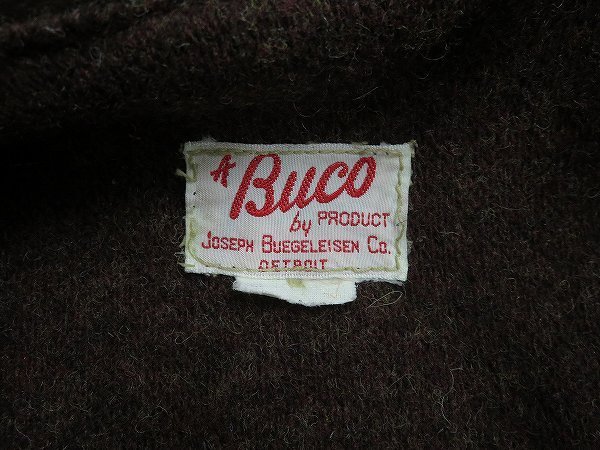 A Buco
by PRODUCT
JOSEPH BUEGELEISEN CO.
DETROIT